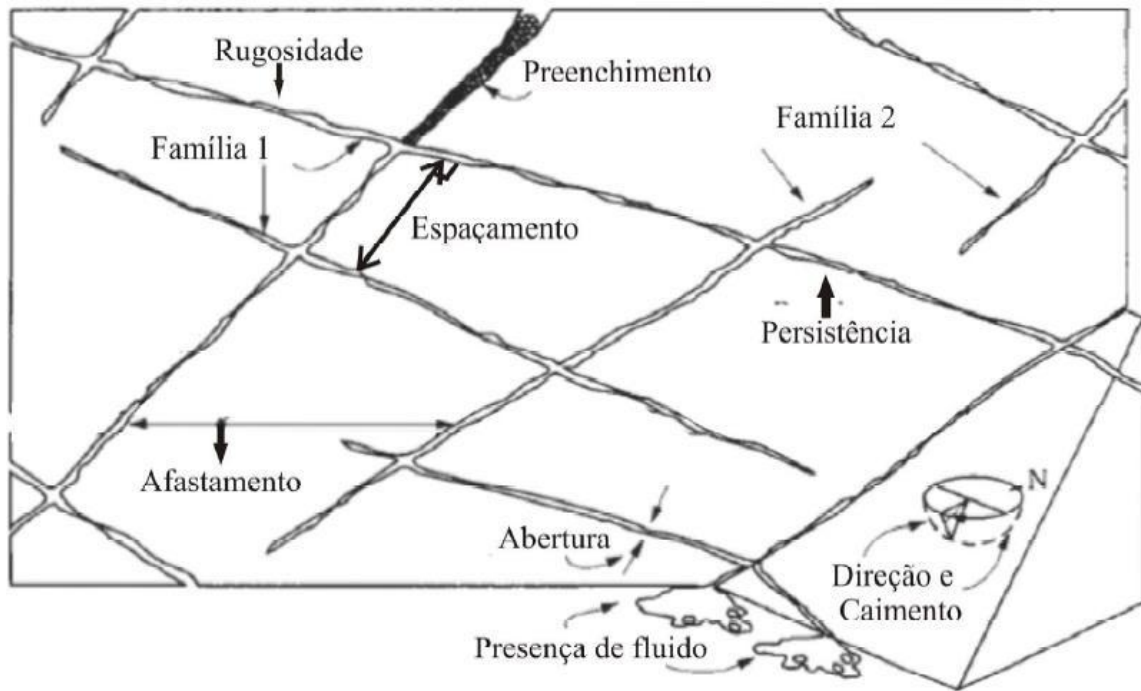 Rugosidade
Preenchimento
Família 1
Família 2
Espaçamento
Persistência
Afastamento
N
Abertura
Direção e
Caimento
Presença de fluido